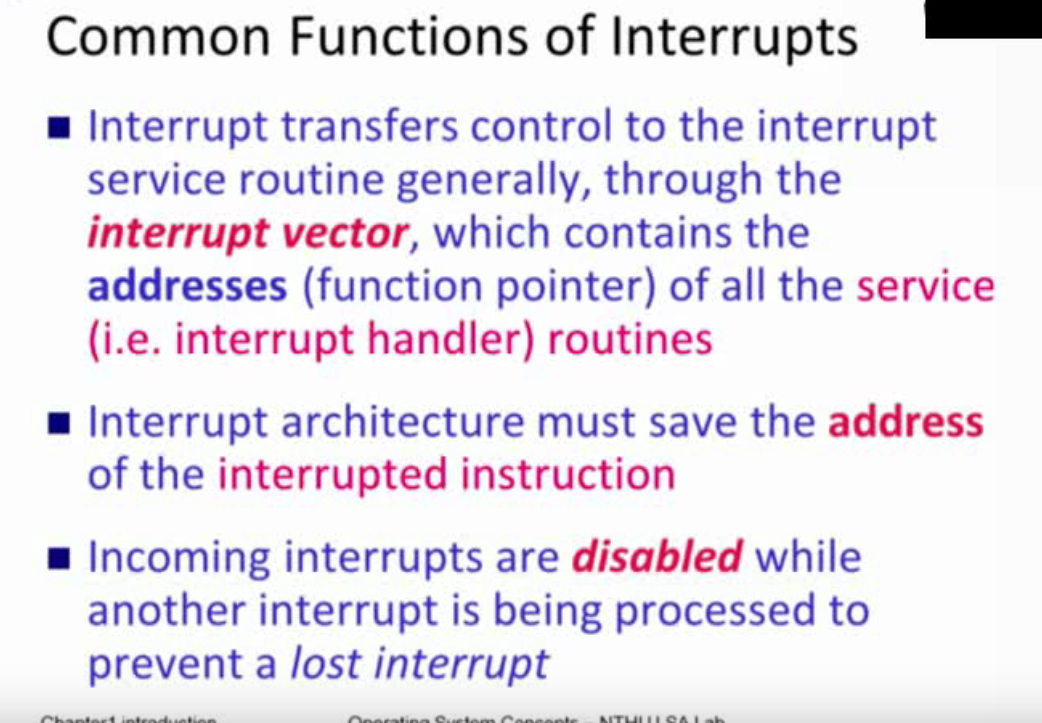 Common Functions of Interrupts
■ Interrupt transfers control to the interrupt
service routine generally, through the
interrupt vector, which contains the
addresses (function pointer) of all the service
(i.e. interrupt handler) routines
■ Interrupt architecture must save the address
of the interrupted instruction
■ Incoming interrupts are disabled while
another interrupt is being processed to
prevent a lost interrupt
Chapter1 introduction
Operating System Concepts – NTHU LSA Lab